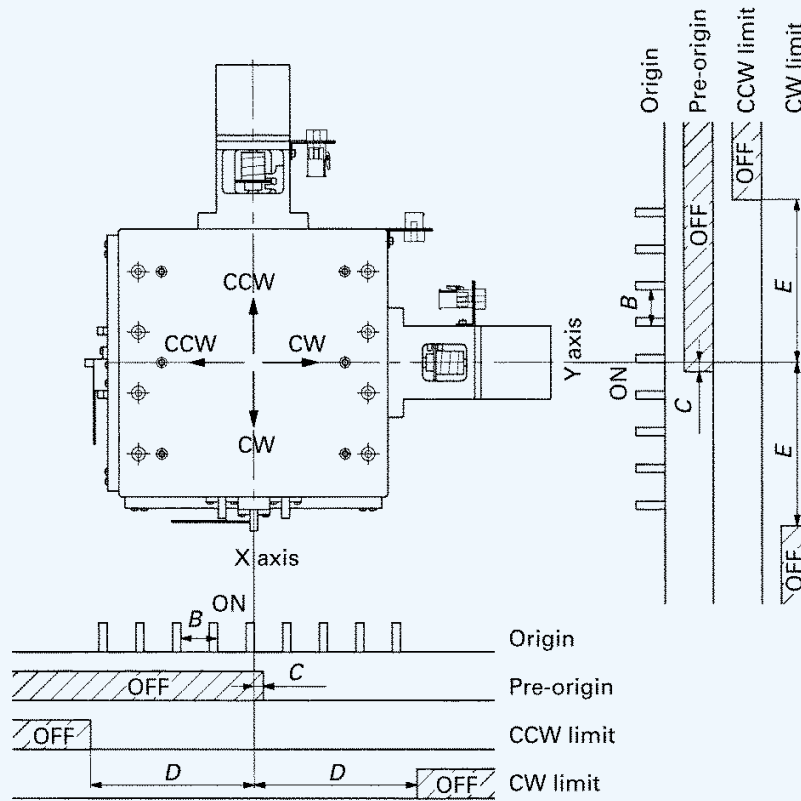 Origin
Pre-origin
CCW limit
CW limit
OFF
OFF
CCW
CCW
CW
CW
B
E
Y axis
ON
C
E
OFF
X axis
ON
B
Origin
OFF
C
Pre-origin
OFF
CCW limit
D
D
OFF
CW limit